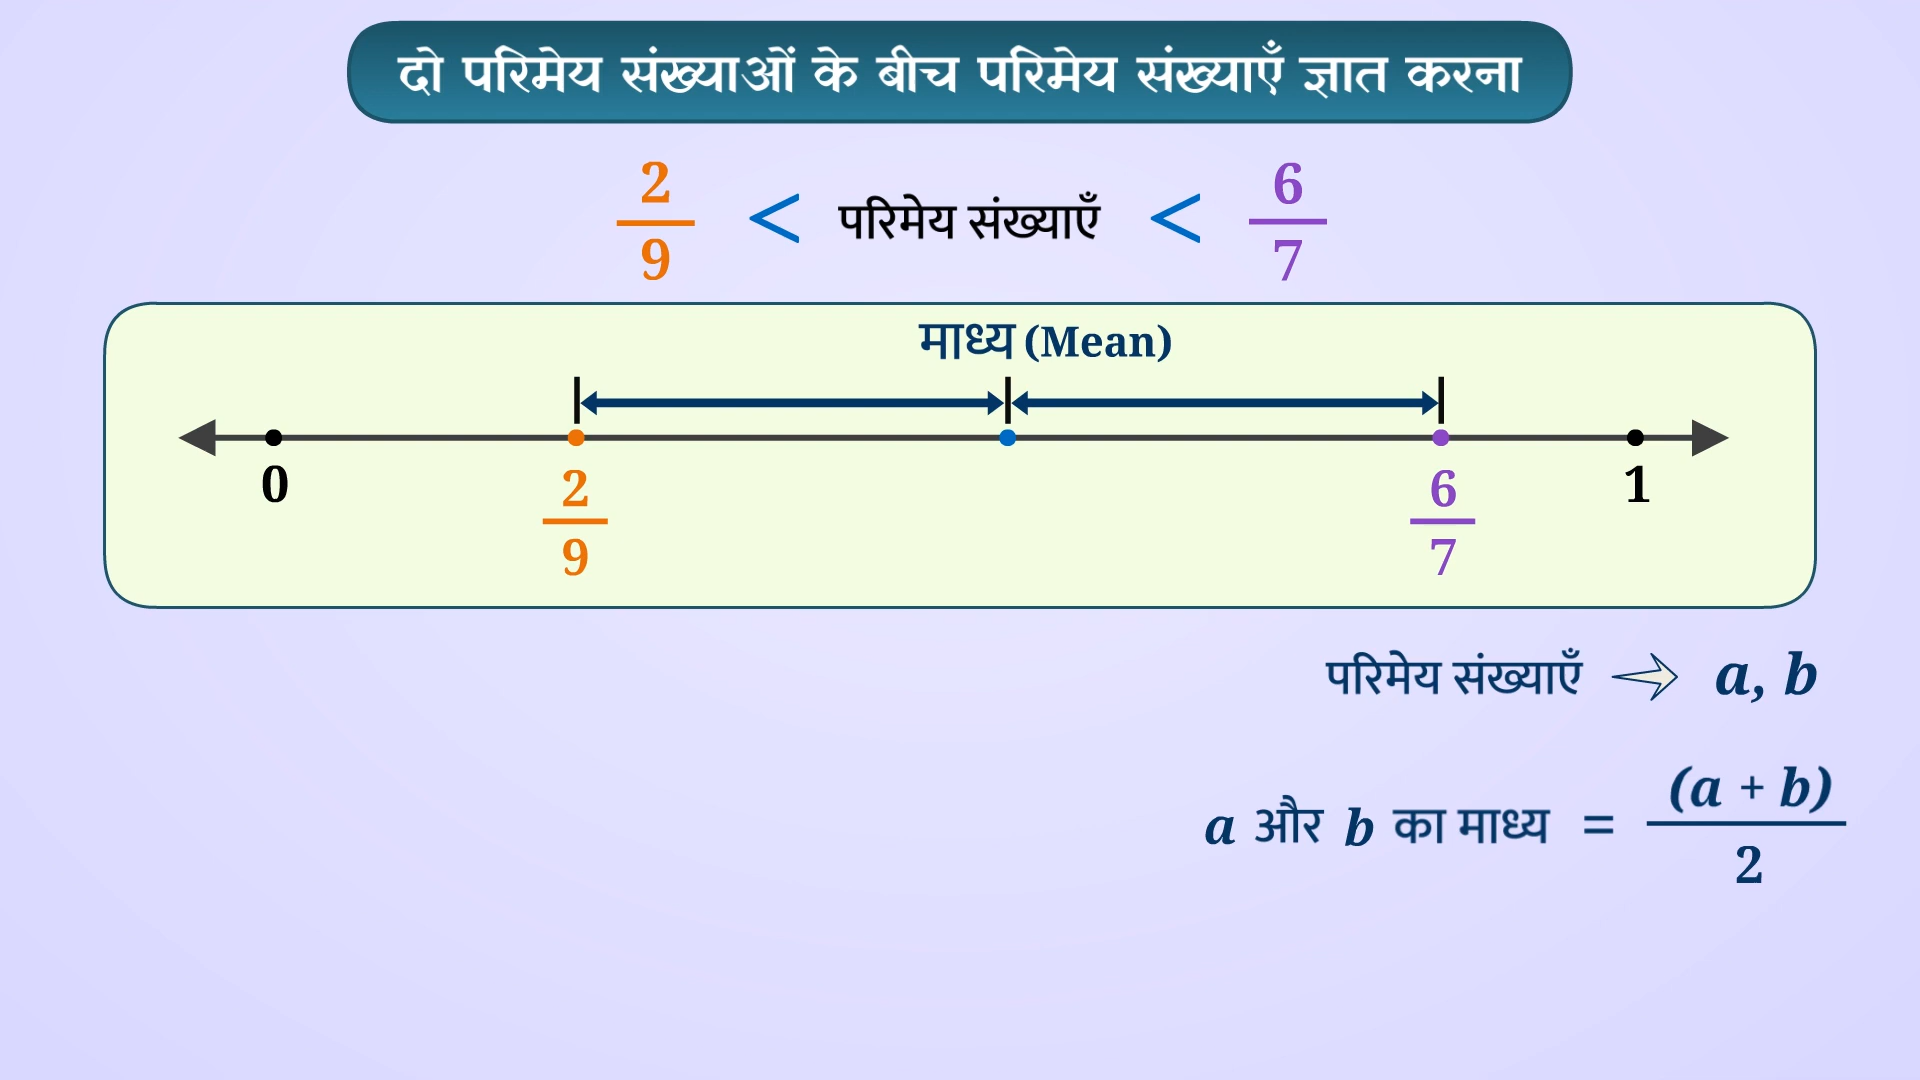 दो परिमेय संख्याओं के बीच परिमेय संख्याएँ ज्ञात करना
2/9 < परिमेय संख्याएँ < 6/7
माध्य (Mean)
0 2/9 6/7 1
परिमेय संख्याएँ → a, b
a और b का माध्य = (a + b)/2